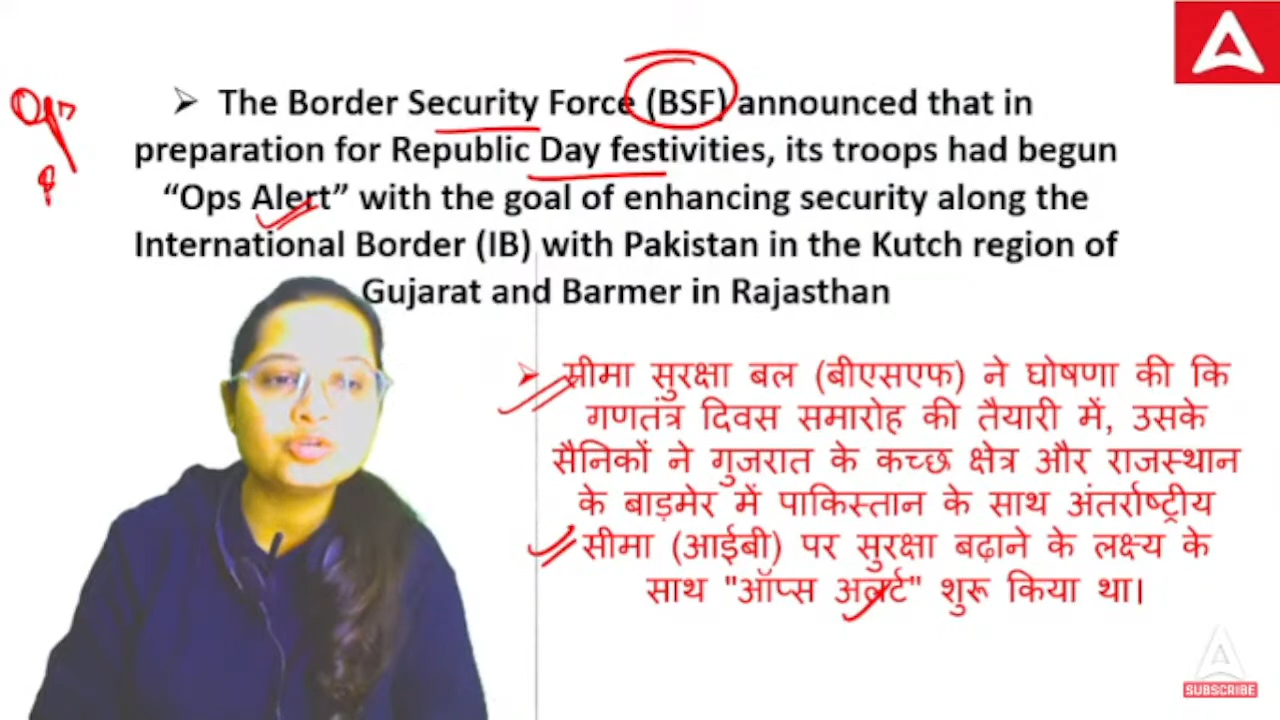 ➤ The Border Security Force (BSF) announced that in
preparation for Republic Day festivities, its troops had begun
“Ops Alert” with the goal of enhancing security along the
International Border (IB) with Pakistan in the Kutch region of
Gujarat and Barmer in Rajasthan
➤ सीमा सुरक्षा बल (बीएसएफ) ने घोषणा की कि
गणतंत्र दिवस समारोह की तैयारी में, उसके
सैनिकों ने गुजरात के कच्छ क्षेत्र और राजस्थान
के बाड़मेर में पाकिस्तान के साथ अंतर्राष्ट्रीय
सीमा (आईबी) पर सुरक्षा बढ़ाने के लक्ष्य के
साथ "ऑप्स अलर्ट" शुरू किया था।
SUBSCRIBE